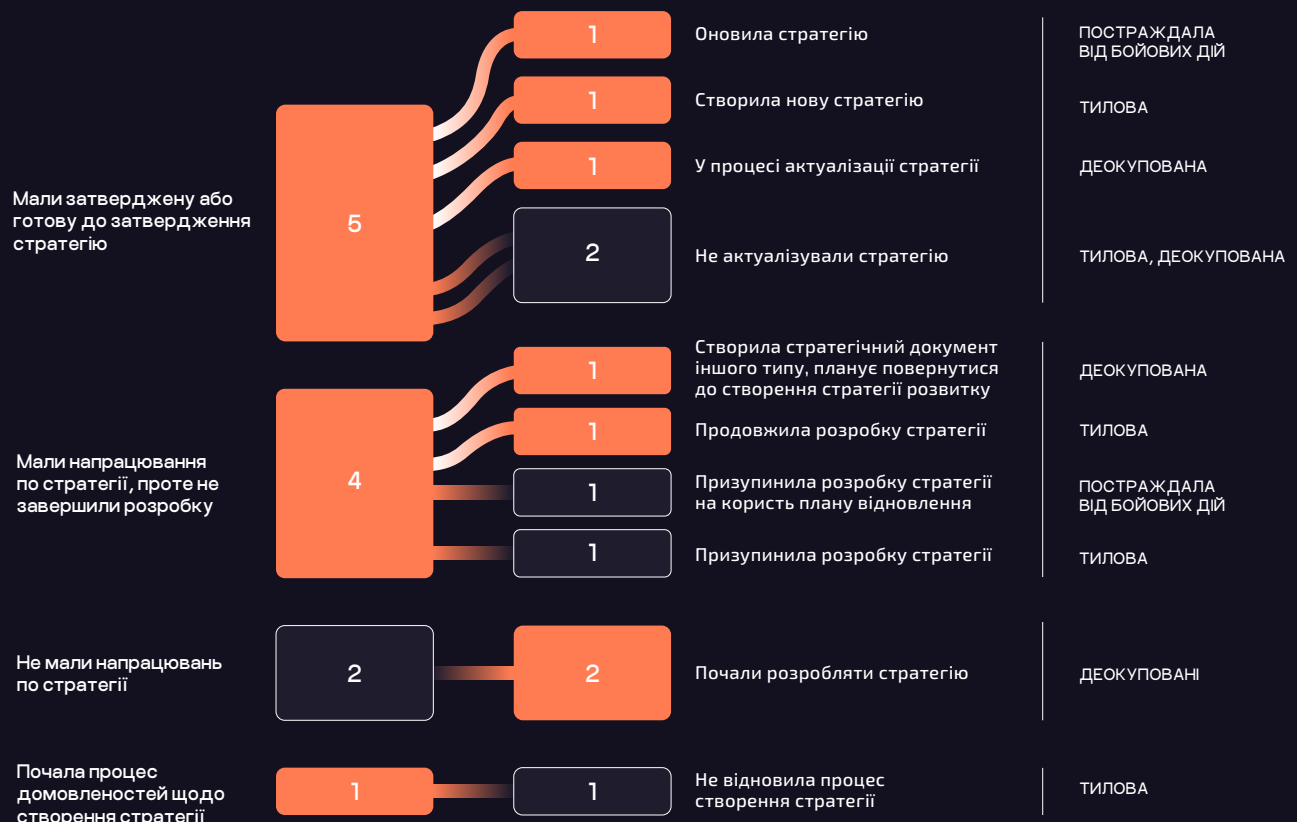 Мали затверджену або
готову до затвердження
стратегію
5
1
Оновила стратегію
ПОСТРАЖДАЛА
ВІД БОЙОВИХ ДІЙ
1
Створила нову стратегію
ТИЛОВА
1
У процесі актуалізації стратегії
ДЕОКУПОВАНА
2
Не актуалізували стратегію
ТИЛОВА, ДЕОКУПОВАНА
Мали напрацювання
по стратегії, проте не
завершили розробку
4
1
Створила стратегічний документ
іншого типу, планує повернутися
до створення стратегії розвитку
ДЕОКУПОВАНА
1
Продовжила розробку стратегії
ТИЛОВА
1
Призупинила розробку стратегії
на користь плану відновлення
ПОСТРАЖДАЛА
ВІД БОЙОВИХ ДІЙ
1
Призупинила розробку стратегії
ТИЛОВА
Не мали напрацювань
по стратегії
2
2
Почали розробляти стратегію
ДЕОКУПОВАНІ
Почала процес
домовленостей щодо
створення стратегії
1
1
Не відновила процес
створення стратегії
ТИЛОВА